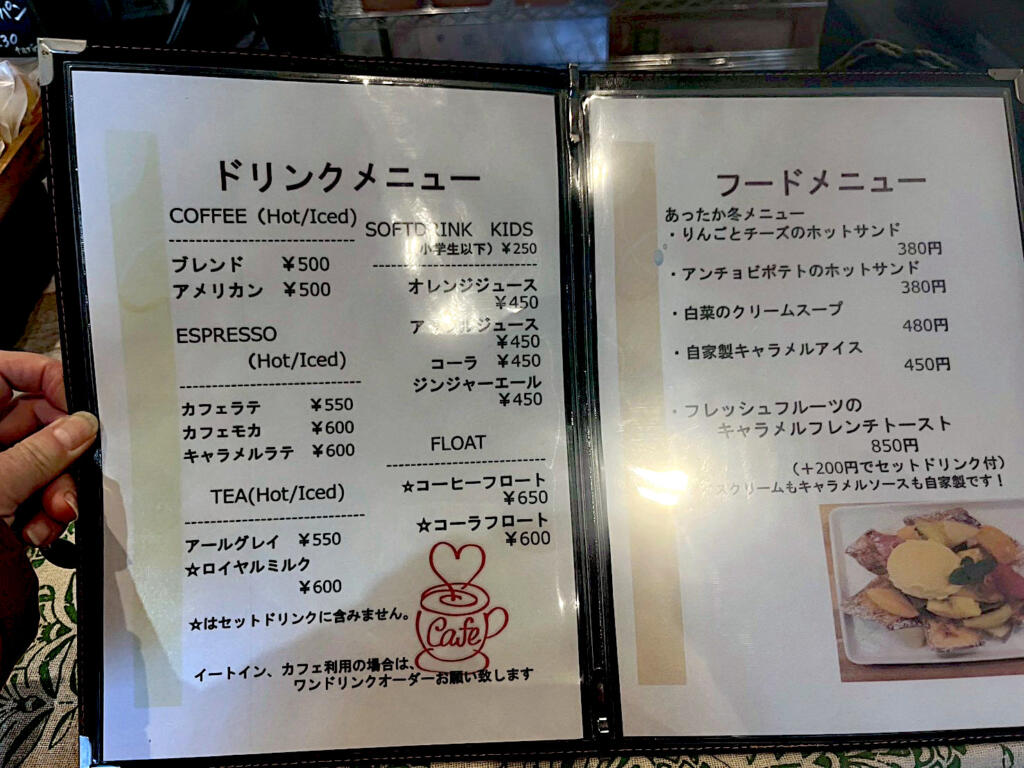 パン
30
ドリンクメニュー
COFFEE (Hot/Iced)
ブレンド ¥500
アメリカン ¥500
ESPRESSO
(Hot/Iced)
カフェラテ ¥550
カフェモカ ¥600
キャラメルラテ ¥600
TEA(Hot/Iced)
アールグレイ ¥550
☆ロイヤルミルク
¥600
☆はセットドリンクに含みません。
SOFTDRINK KIDS
小学生以下)¥250
オレンジジュース
¥450
ジュース
¥450
コーラ ¥450
ジンジャーエール
¥450
FLOAT
☆コーヒーフロート
¥650
☆コーラフロート
¥600
Cafe
イートイン、カフェ利用の場合は、
ワンドリンクオーダーお願い致します
フードメニュー
あったか冬メニュー
・りんごとチーズのホットサンド
380円
・アンチョビポテトのホットサンド
380円
・白菜のクリームスープ
480円
・自家製キャラメルアイス
450円
・フレッシュフルーツの
キャラメルフレンチトースト
850円
(+200円でセットドリンク付)
スクリームもキャラメルソースも自家製です!